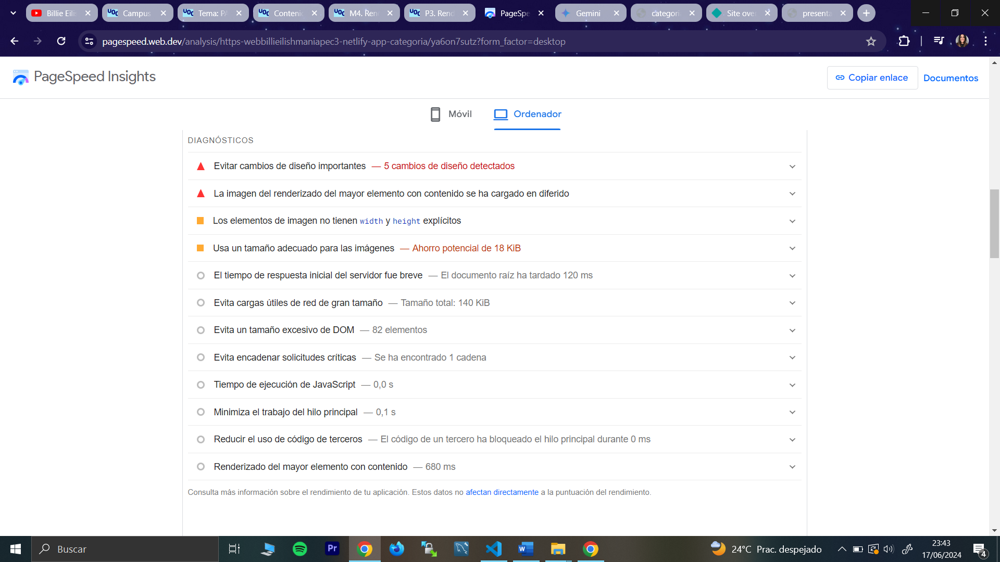 Billie Eilis
Campus
Tema: PA
Contenid
M4. Ren
P3. Rend
PageSpe
Gemini
categori
Site over
presenta
pagespeed.web.dev/analysis/https-webbillieilishmaniapec3-netlify-app-categoria/ya6on7sutz?form_factor=desktop
PageSpeed Insights
Copiar enlace
Documentos
Móvil
Ordenador
DIAGNÓSTICOS
Evitar cambios de diseño importantes — 5 cambios de diseño detectados
La imagen del renderizado del mayor elemento con contenido se ha cargado en diferido
Los elementos de imagen no tienen width y height explícitos
Usa un tamaño adecuado para las imágenes — Ahorro potencial de 18 KiB
El tiempo de respuesta inicial del servidor fue breve — El documento raíz ha tardado 120 ms
Evita cargas útiles de red de gran tamaño — Tamaño total: 140 KiB
Evita un tamaño excesivo de DOM — 82 elementos
Evita encadenar solicitudes críticas — Se ha encontrado 1 cadena
Tiempo de ejecución de JavaScript — 0,0 s
Minimiza el trabajo del hilo principal — 0,1 s
Reducir el uso de código de terceros — El código de un tercero ha bloqueado el hilo principal durante 0 ms
Renderizado del mayor elemento con contenido — 680 ms
Consulta más información sobre el rendimiento de tu aplicación. Estos datos no afectan directamente a la puntuación del rendimiento.
Buscar
Pr
24°C Prac. despejado
23:43
17/06/2024
4